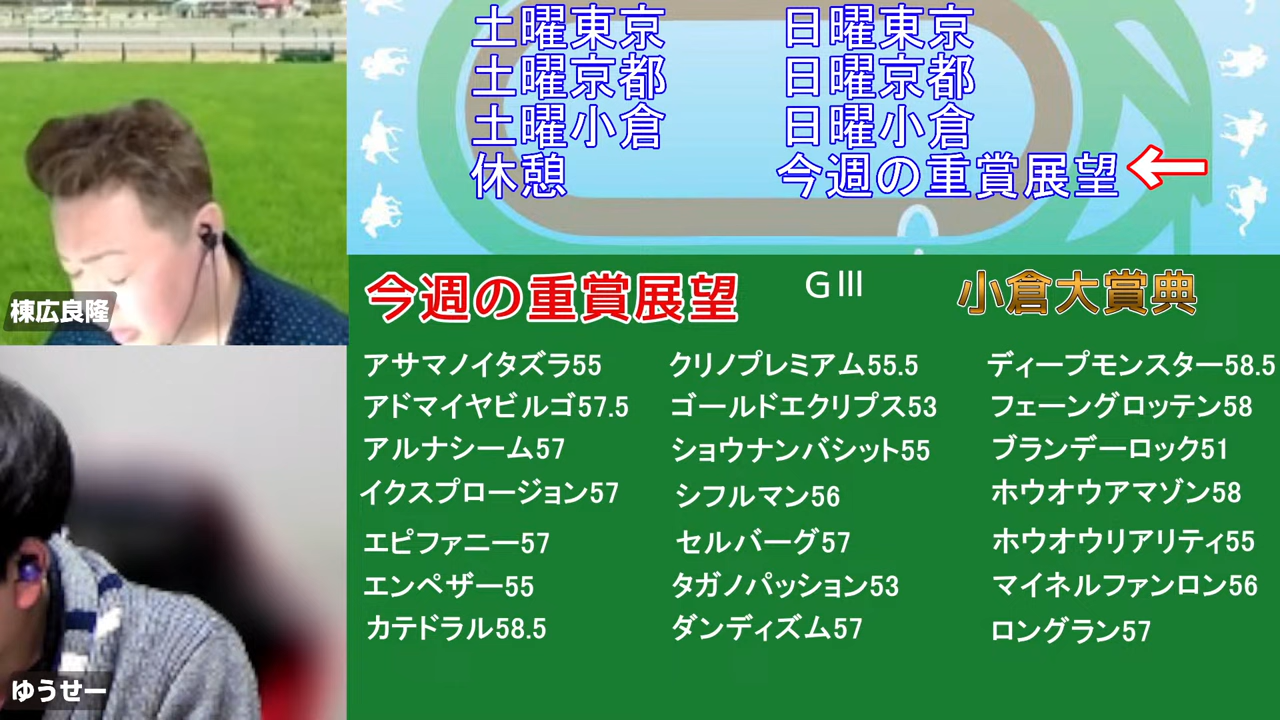 土曜東京
日曜東京
土曜京都
日曜京都
土曜小倉
日曜小倉
休憩
今週の重賞展望
今週の重賞展望
GⅢ
小倉大賞典
アサマノイタズラ55
クリノプレミアム55.5
ディープモンスター58.5
アドマイヤビルゴ57.5
ゴールドエクリプス53
フェーングロッテン58
アルナシーム57
ショウナンバシット55
ブランデーロック51
イクスプロージョン57
シフルマン56
ホウオウアマゾン58
エピファニー57
セルバーグ57
ホウオウリアリティ55
エンペザー55
タガノパッション53
マイネルファンロン56
カテドラル58.5
ダンディズム57
ロングラン57
棟広良隆
ゆうせー